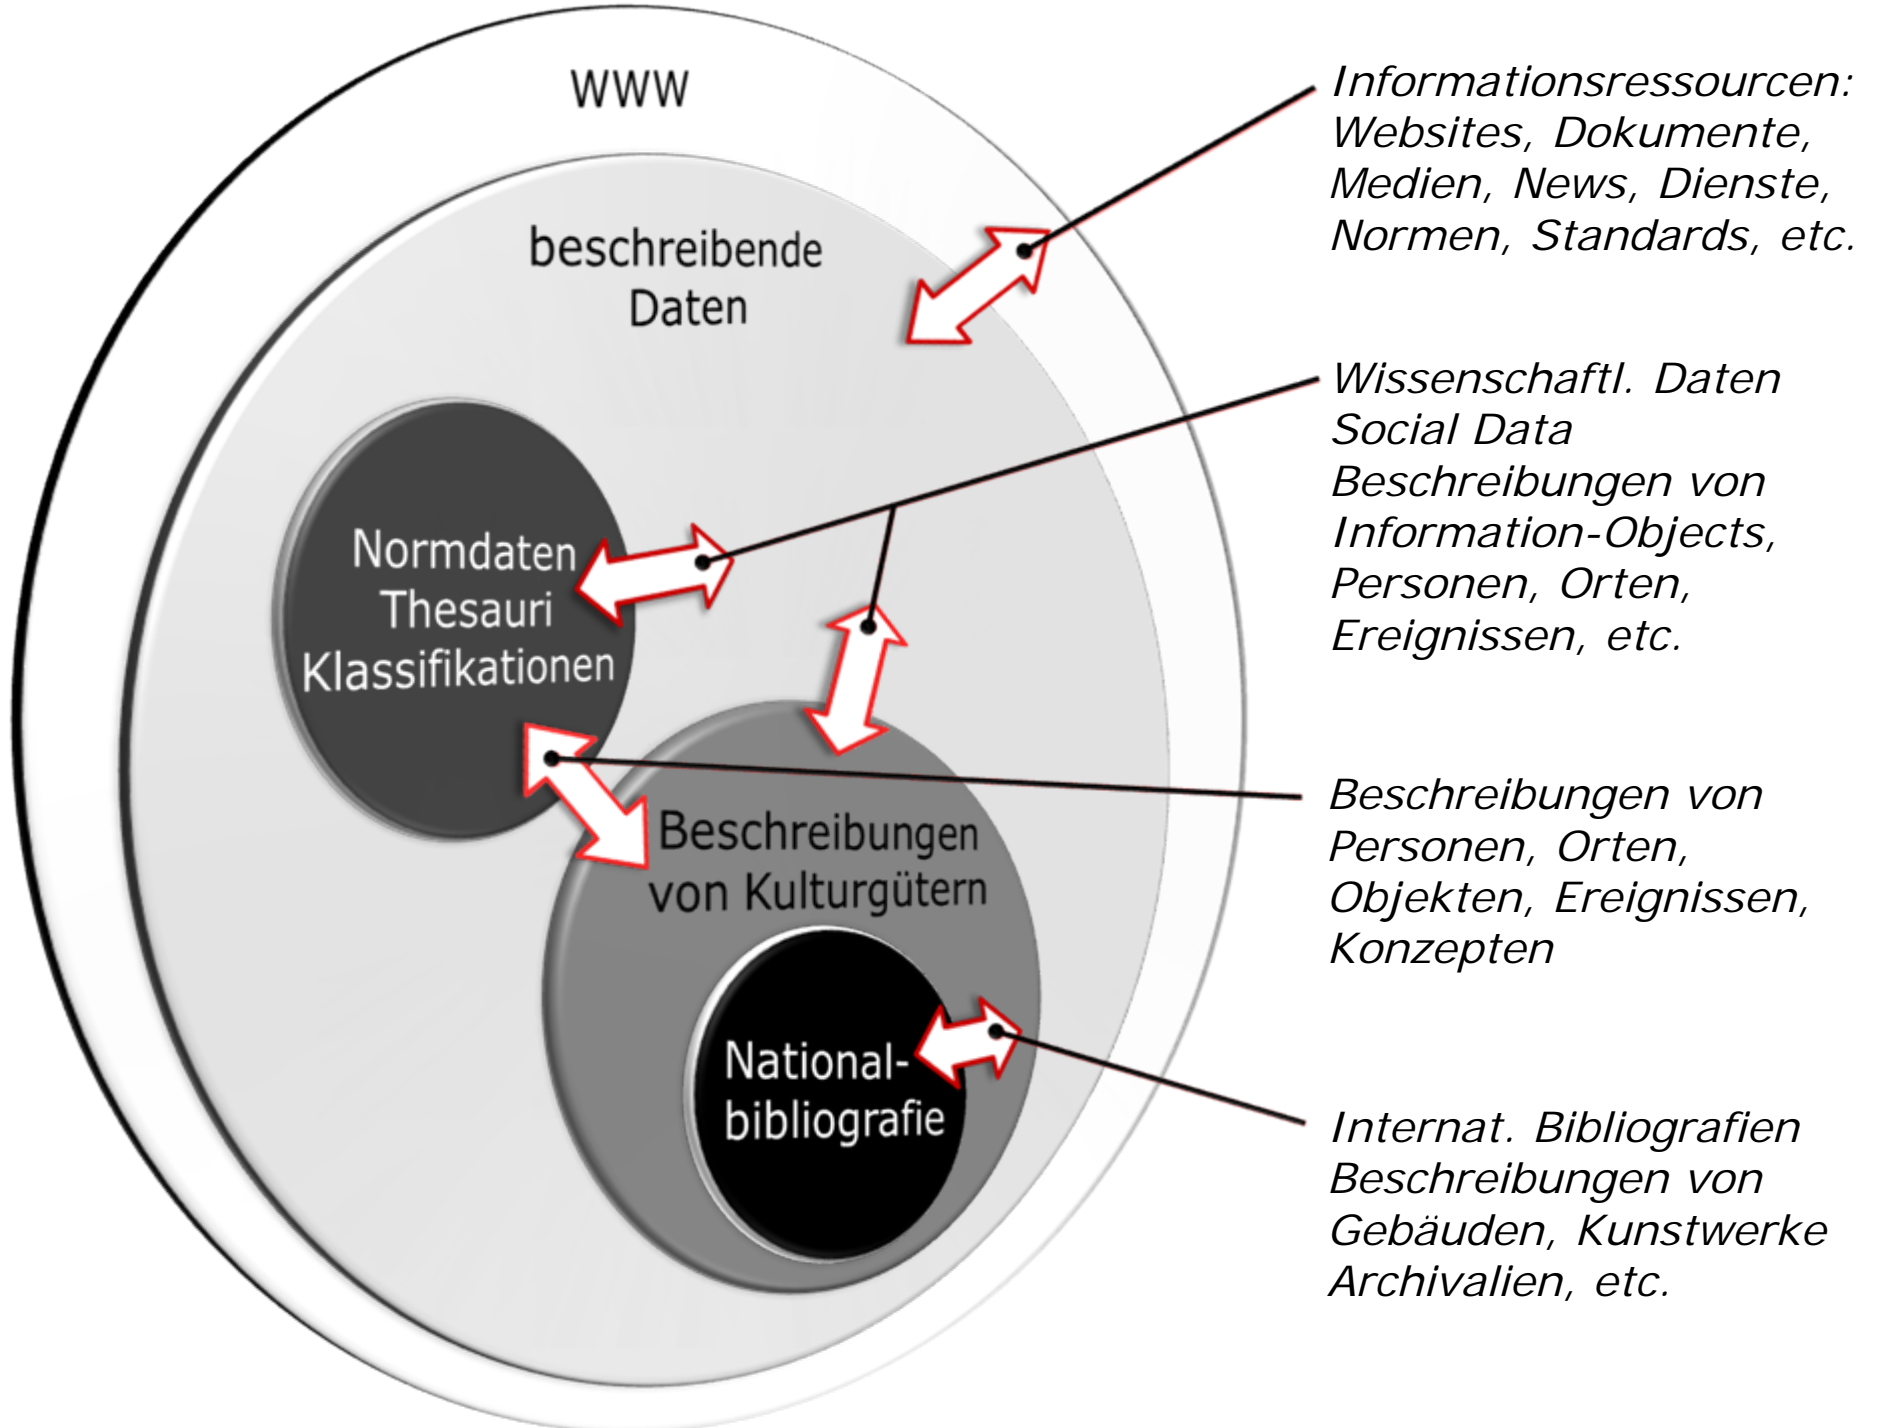 WWW
beschreibende
Daten
Normdaten
Thesauri
Klassifikationen
Beschreibungen
von Kulturgütern
National-
bibliografie
Informationsressourcen:
Websites, Dokumente,
Medien, News, Dienste,
Normen, Standards, etc.
Wissenschaftl. Daten
Social Data
Beschreibungen von
Information-Objects,
Personen, Orten,
Ereignissen, etc.
Beschreibungen von
Personen, Orten,
Objekten, Ereignissen,
Konzepten
Internat. Bibliografien
Beschreibungen von
Gebäuden, Kunstwerke
Archivalien, etc.